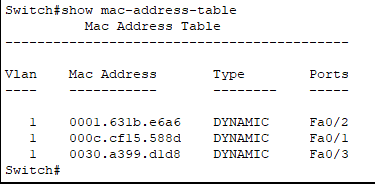 Switch#show mac-address-table
Mac Address Table
-------------------------------------------
Vlan Mac Address Type Ports
---- ----------- -------- -----
1 0001.631b.e6a6 DYNAMIC Fa0/2
1 000c.cf15.588d DYNAMIC Fa0/1
1 0030.a399.d1d8 DYNAMIC Fa0/3
Switch#